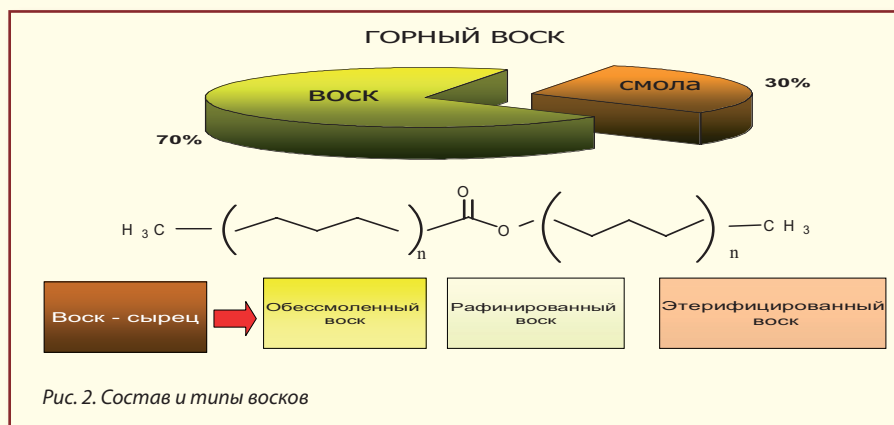 ГОРНЫЙ ВОСК
ВОСК
смола
30%
70%
O
H 3 C
n
O
n
C H 3
Воск - сырец
Обессмоленный
воск
Рафинированный
воск
Этерифицированный
воск
Рис. 2. Состав и типы восков